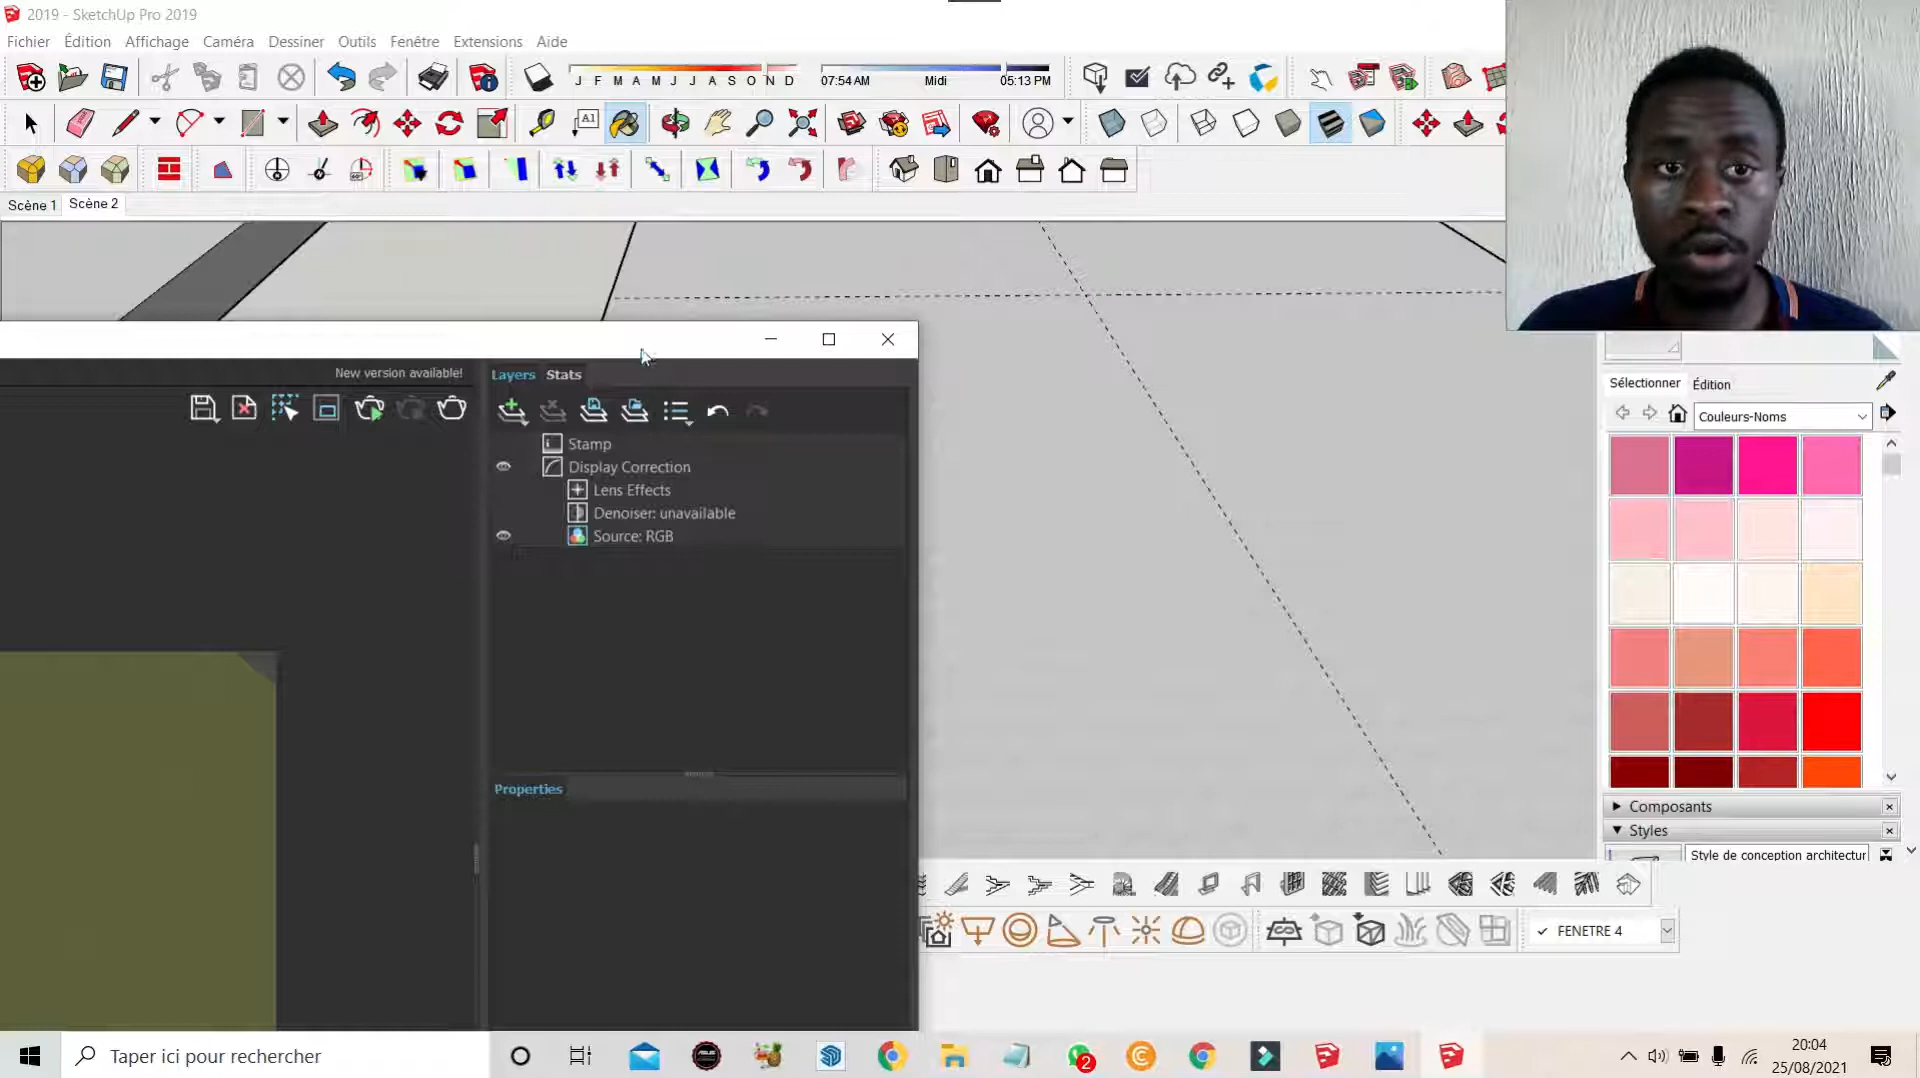 2019 - SketchUp Pro 2019
Fichier Édition Affichage Caméra Dessiner Outils Fenêtre Extensions Aide
J F M A M J J A S O N D 07:54 AM Midi 05:13 PM
A1
Scène 1 Scène 2
New version available!
Layers Stats
Stamp
Display Correction
Lens Effects
Denoiser: unavailable
Source: RGB
Properties
Sélectionner Édition
Couleurs-Noms
Composants
Styles
Style de conception architectur
FENETRE 4
Taper ici pour rechercher
2
20:04
25/08/2021